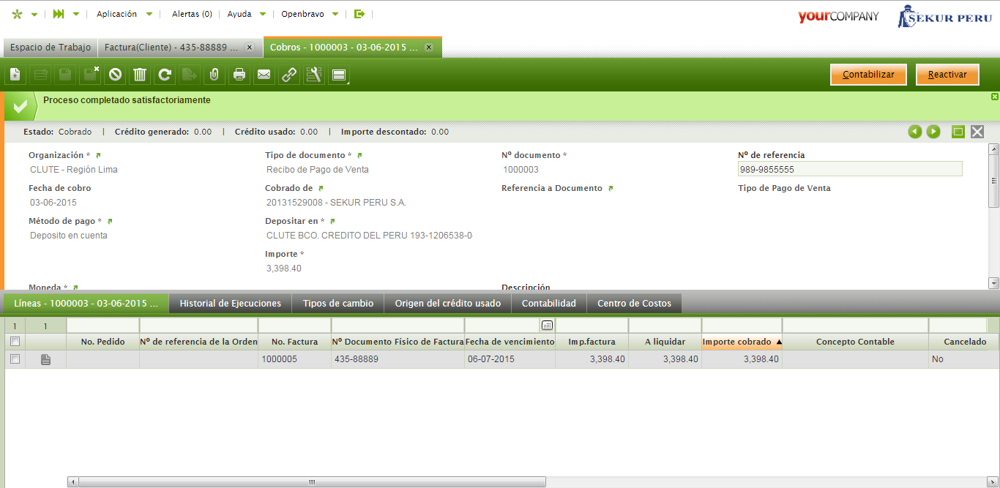 Aplicación Alertas (0) Ayuda Openbravo yourCOMPANY SEKUR PERU
Espacio de Trabajo Factura(Cliente) - 435-88889 ... x Cobros - 1000003 - 03-06-2015 ... x
Contabilizar Reactivar
Proceso completado satisfactoriamente
Estado: Cobrado | Crédito generado: 0.00 | Crédito usado: 0.00 | Importe descontado: 0.00
Organización * Tipo de documento * Nº documento * Nº de referencia
CLUTE - Región Lima Recibo de Pago de Venta 1000003 989-9855555
Fecha de cobro Cobrado de Referencia a Documento Tipo de Pago de Venta
03-06-2015 20131529008 - SEKUR PERU S.A.
Método de pago * Depositar en *
Deposito en cuenta CLUTE BCO. CREDITO DEL PERU 193-1206538-0-
Importe *
3,398.40
Moneda * Descripción
Líneas - 1000003 - 03-06-2015 ... Historial de Ejecuciones Tipos de cambio Origen del crédito usado Contabilidad Centro de Costos
1 1
No. Pedido Nº de referencia de la Orden No. Factura Nº Documento Físico de Factura Fecha de vencimiento Imp.factura A liquidar Importe cobrado Concepto Contable Cancelado
1000005 435-88889 06-07-2015 3,398.40 3,398.40 3,398.40 No